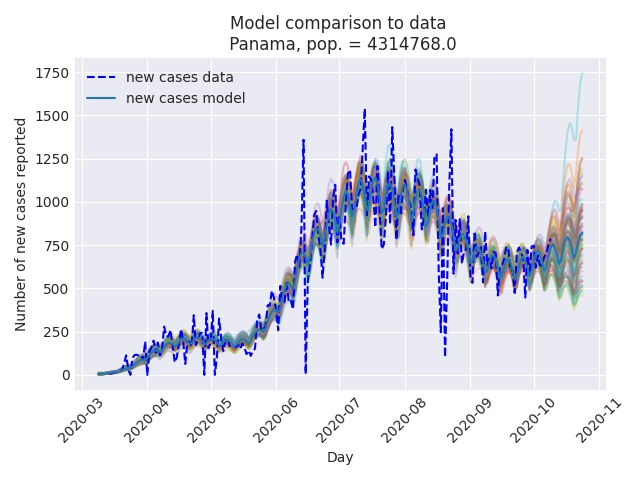 Model comparison to data
Panama, pop. = 4314768.0
new cases data
new cases model
Number of new cases reported
1750
1500
1250
1000
750
500
250
0
2020-03
2020-04
2020-05
2020-06
2020-07
2020-08
2020-09
2020-10
2020-11
Day